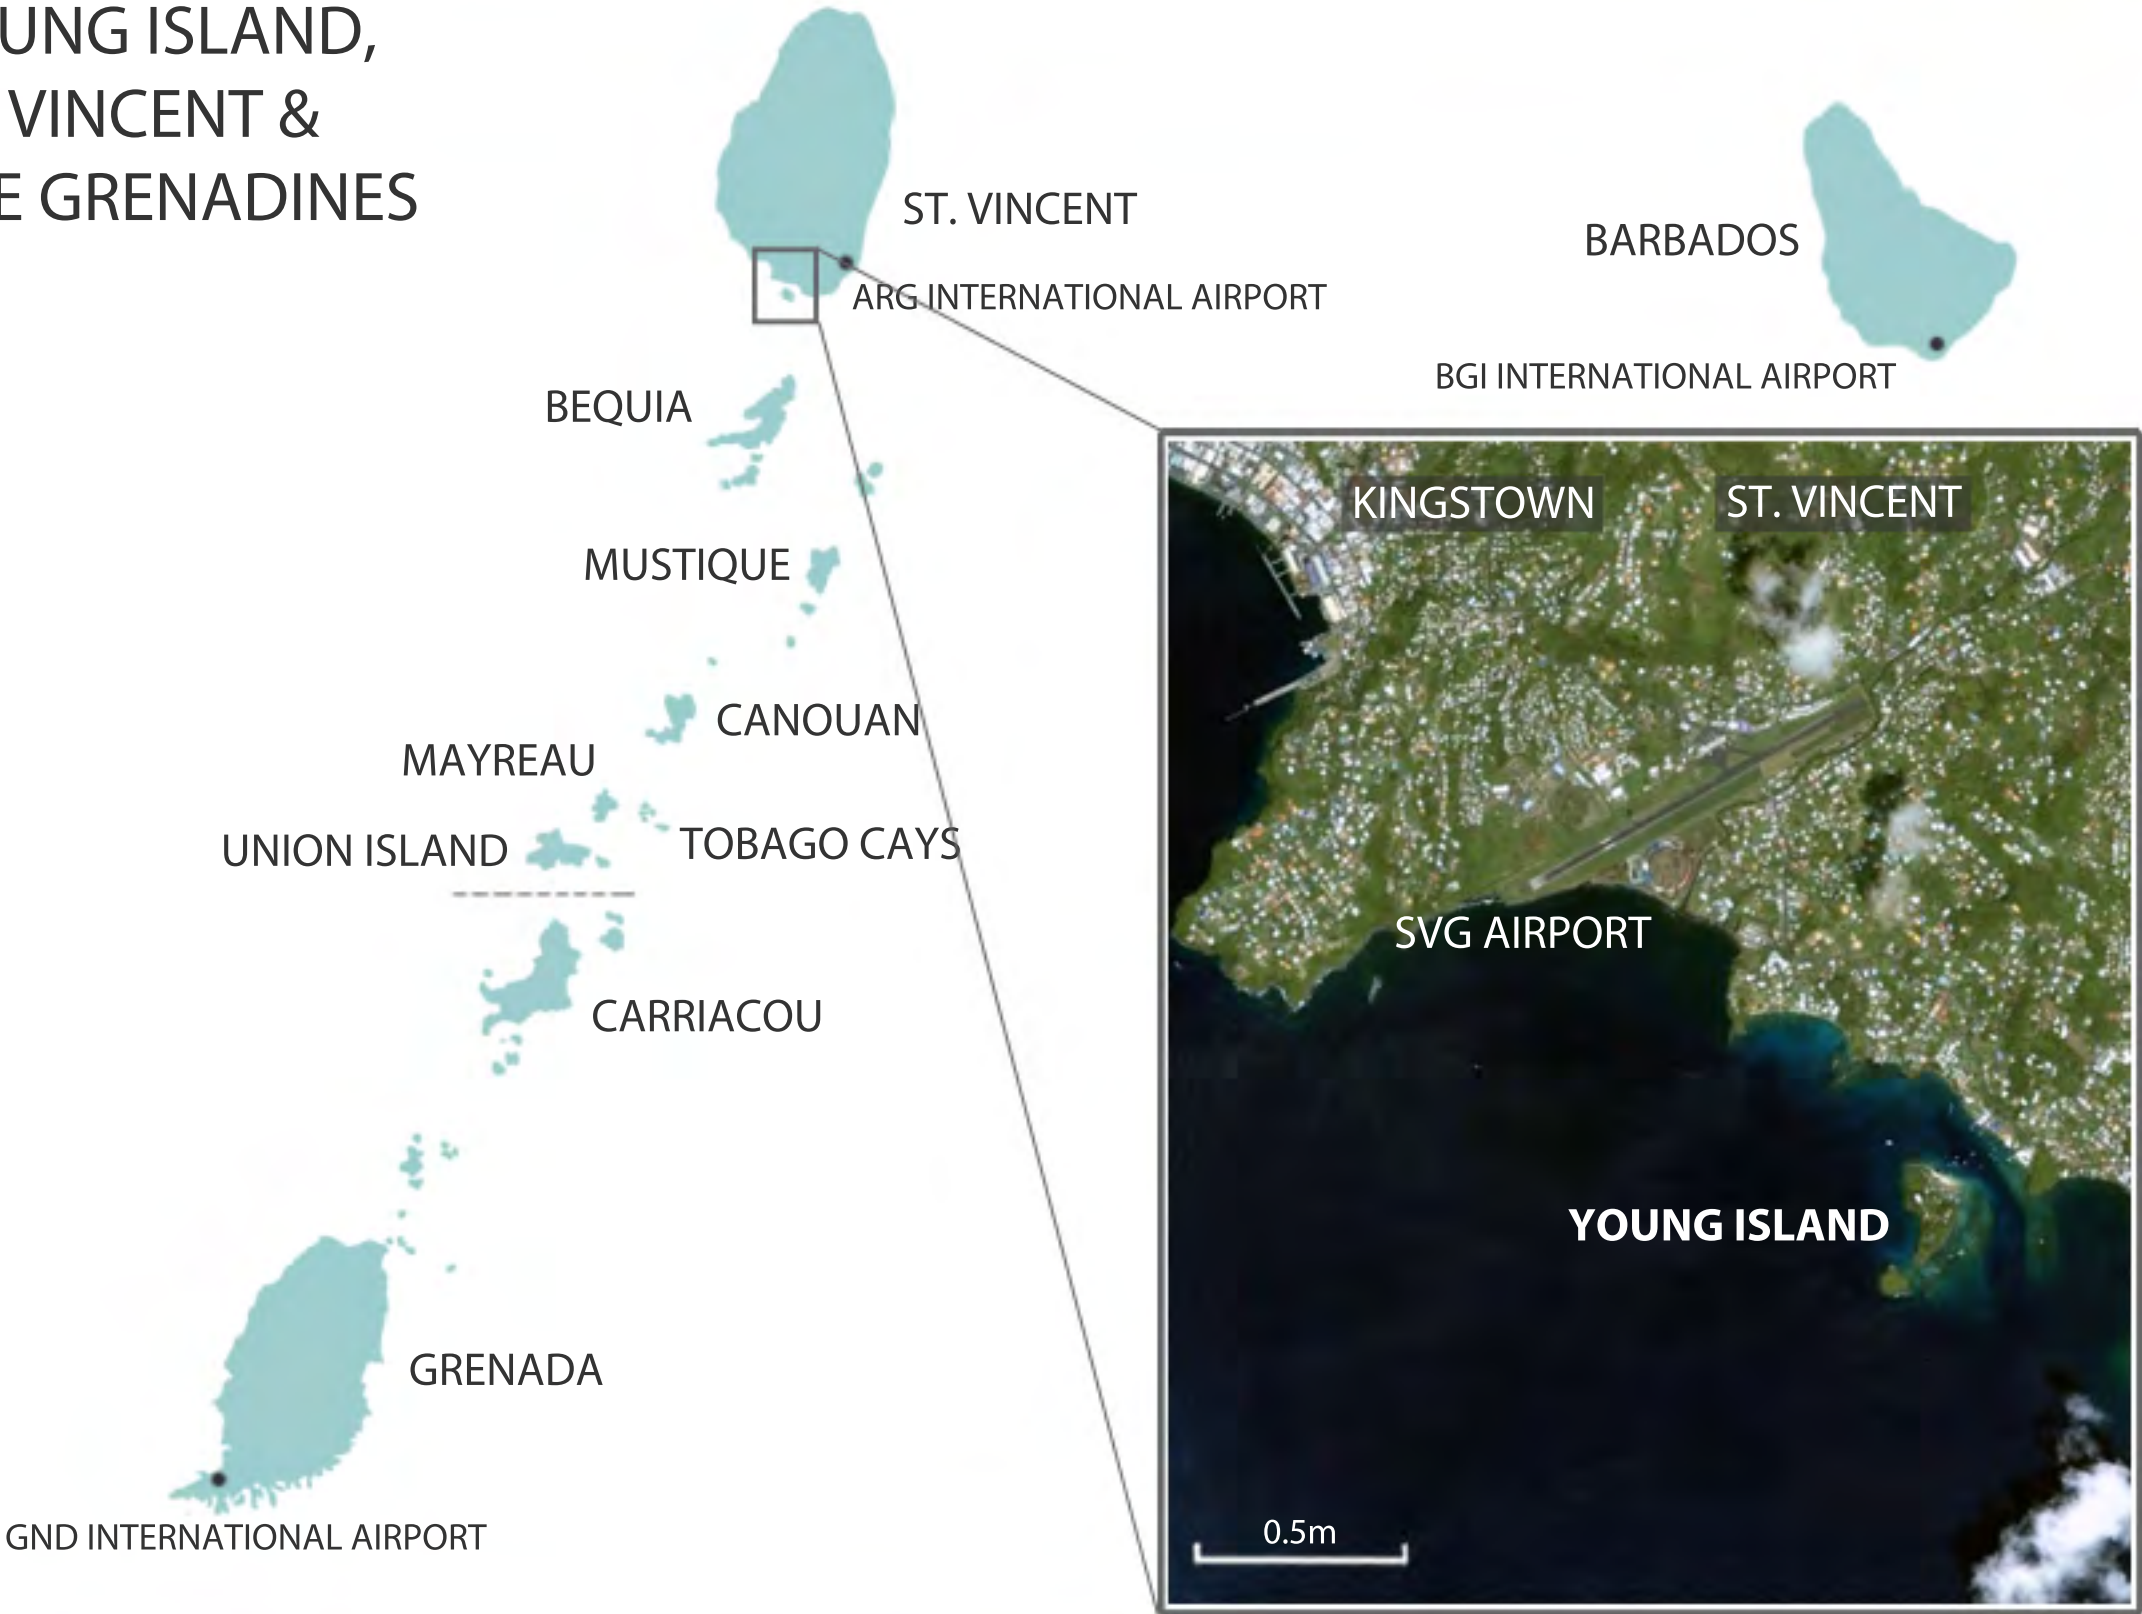 UNG ISLAND,
VINCENT &
E GRENADINES
ST. VINCENT
BARBADOS
ARG INTERNATIONAL AIRPORT
BGI INTERNATIONAL AIRPORT
BEQUIA
KINGSTOWN
ST. VINCENT
MUSTIQUE
CANOUAN
MAYREAU
UNION ISLAND
TOBAGO CAYS
SVG AIRPORT
CARRIACOU
YOUNG ISLAND
GRENADA
GND INTERNATIONAL AIRPORT
0.5m